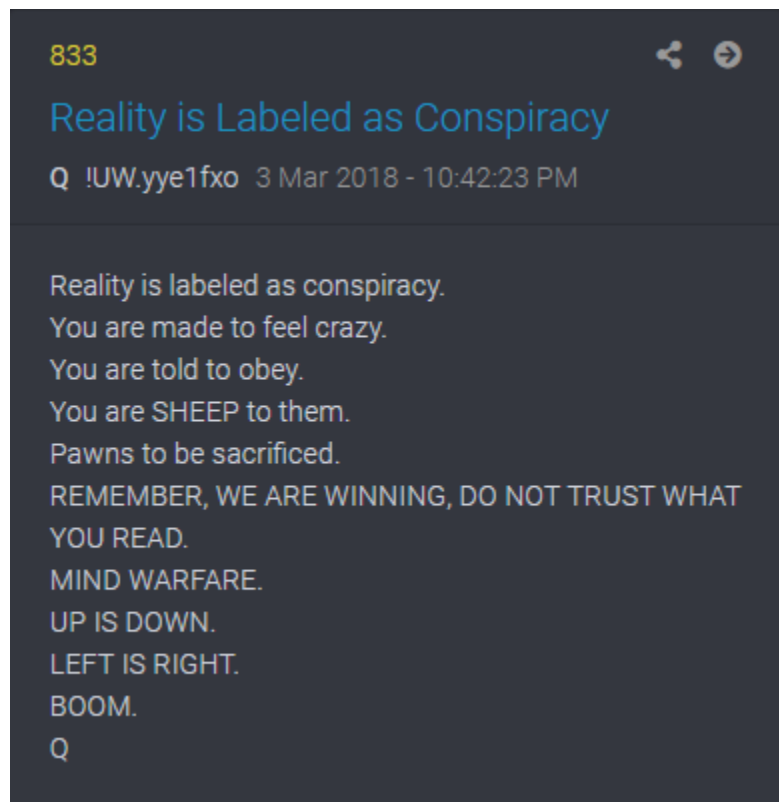 833
Reality is Labeled as Conspiracy
Q !UW.yye1fxo 3 Mar 2018 - 10:42:23 PM
Reality is labeled as conspiracy.
You are made to feel crazy.
You are told to obey.
You are SHEEP to them.
Pawns to be sacrificed.
REMEMBER, WE ARE WINNING, DO NOT TRUST WHAT
YOU READ.
MIND WARFARE.
UP IS DOWN.
LEFT IS RIGHT.
BOOM.
Q